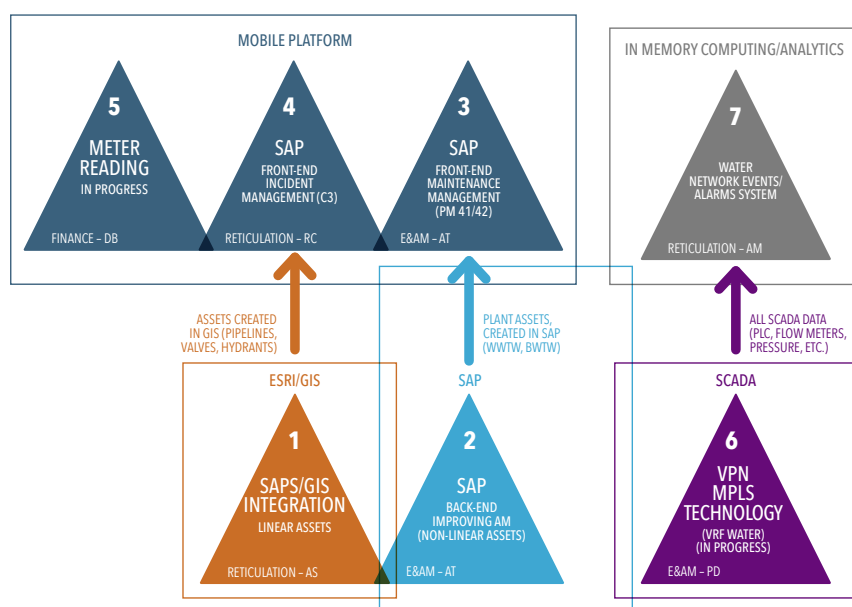 MOBILE PLATFORM
5
METER
READING
IN PROGRESS
FINANCE – DB
4
SAP
FRONT-END
INCIDENT
MANAGEMENT (C3)
RETICULATION – RC
3
SAP
FRONT-END
MAINTENANCE
MANAGEMENT
(PM 41/42)
E&AM – AT
IN MEMORY COMPUTING/ANALYTICS
7
WATER
NETWORK EVENTS/
ALARMS SYSTEM
RETICULATION – AM
ASSETS CREATED
IN GIS (PIPELINES,
VALVES, HYDRANTS)
PLANT ASSETS,
CREATED IN SAP
(WWTW, BWTW)
ALL SCADA DATA
(PLC, FLOW METERS,
PRESSURE, ETC.)
ESRI/GIS
1
SAPS/GIS
INTEGRATION
LINEAR ASSETS
RETICULATION – AS
SAP
2
SAP
BACK-END
IMPROVING AM
(NON-LINEAR ASSETS)
E&AM – AT
SCADA
6
VPN
MPLS
TECHNOLOGY
(VRF WATER)
(IN PROGRESS)
E&AM – PD